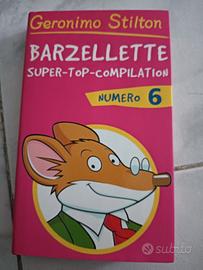 Geronimo Stilton
BARZELLETTE
SUPER-TOP-COMPILATION
NUMERO 6
subito